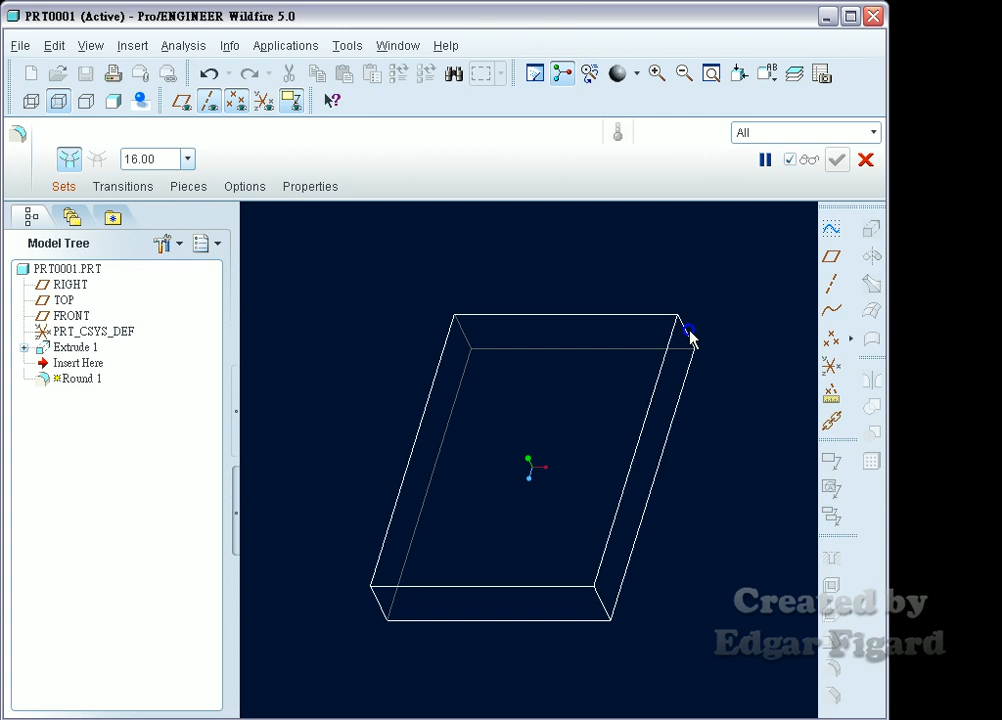 PRT0001 (Active) - Pro/ENGINEER Wildfire 5.0
File Edit View Insert Analysis Info Applications Tools Window Help
All
16.00
Sets Transitions Pieces Options Properties
Model Tree
PRT0001.PRT
RIGHT
TOP
FRONT
PRT_CSYS_DEF
Extrude 1
Insert Here
Round 1
Created by
Edgar Figard